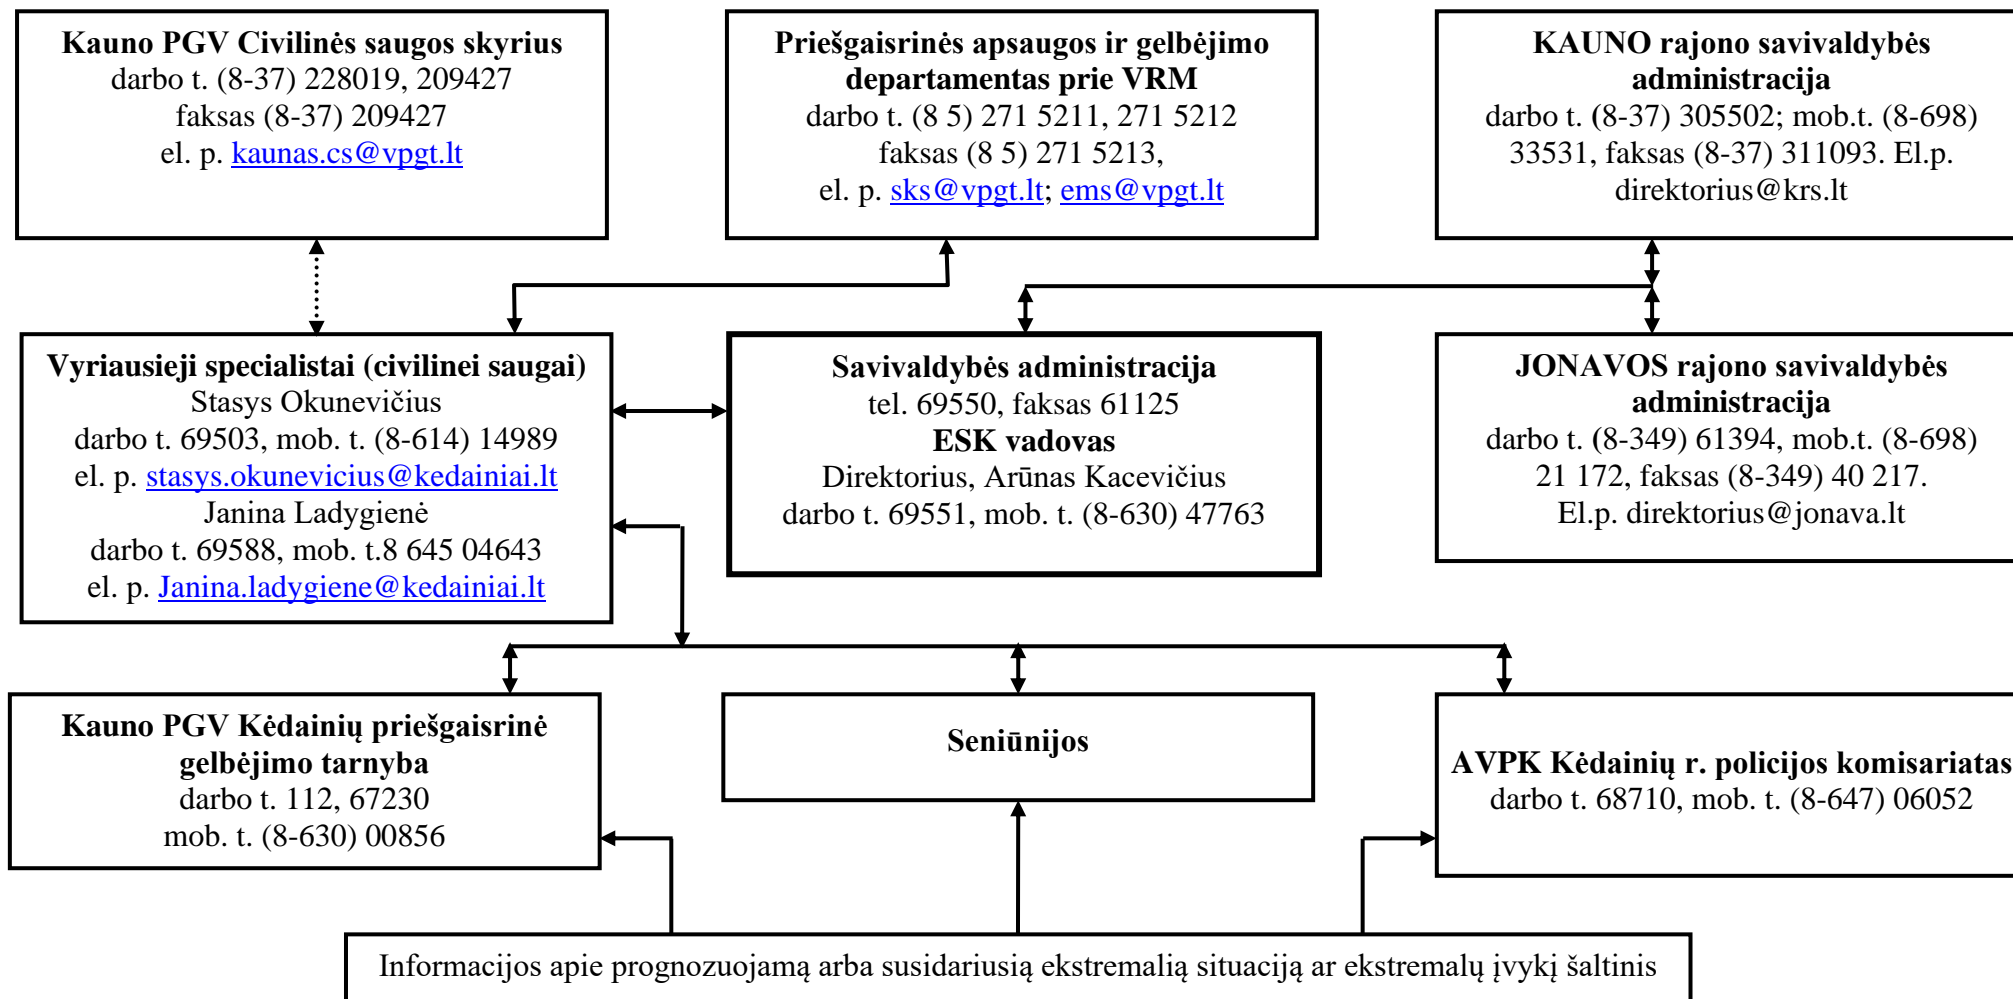 Kauno PGV Civilinės saugos skyrius
darbo t. (8-37) 228019, 209427
faksas (8-37) 209427
el. p. kaunas.cs@vpgt.lt
Priešgaisrinės apsaugos ir gelbėjimo
departamentas prie VRM
darbo t. (8 5) 271 5211, 271 5212
faksas (8 5) 271 5213,
el. p. sks@vpgt.lt; ems@vpgt.lt
KAUNO rajono savivaldybės
administracija
darbo t. (8-37) 305502; mob.t. (8-698)
33531, faksas (8-37) 311093. El.p.
direktorius@krs.lt
Vyriausieji specialistai (civilinei saugai)
Stasys Okunevičius
darbo t. 69503, mob. t. (8-614) 14989
el. p. stasys.okunevicius@kedainiai.lt
Janina Ladygienė
darbo t. 69588, mob. t.8 645 04643
el. p. Janina.ladygiene@kedainiai.lt
Savivaldybės administracija
tel. 69550, faksas 61125
ESK vadovas
Direktorius, Arūnas Kacevičius
darbo t. 69551, mob. t. (8-630) 47763
JONAVOS rajono savivaldybės
administracija
darbo t. (8-349) 61394, mob.t. (8-698)
21 172, faksas (8-349) 40 217.
El.p. direktorius@jonava.lt
Kauno PGV Kėdainių priešgaisrinė
gelbėjimo tarnyba
darbo t. 112, 67230
mob. t. (8-630) 00856
Seniūnijos
AVPK Kėdainių r. policijos komisariatas
darbo t. 68710, mob. t. (8-647) 06052
Informacijos apie prognozuojamą arba susidariusią ekstremalią situaciją ar ekstremalų įvykį šaltinis